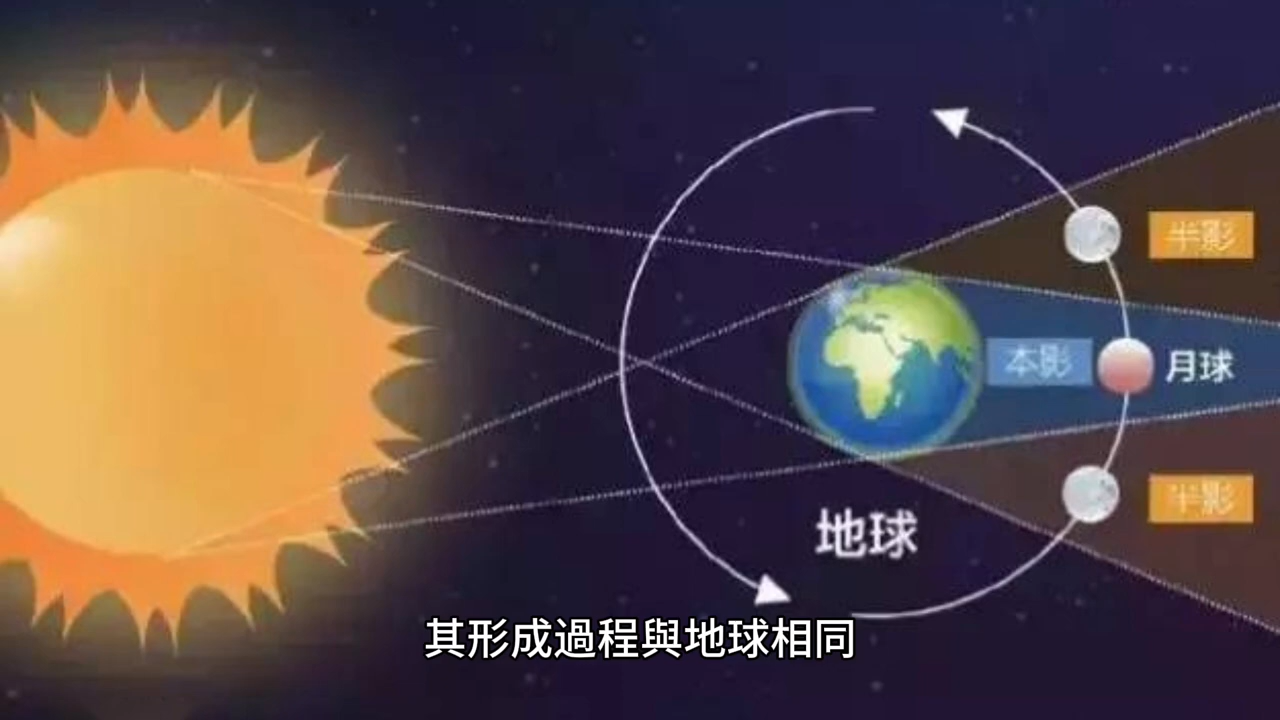 半影
本影
月球
半影
地球
其形成過程與地球相同